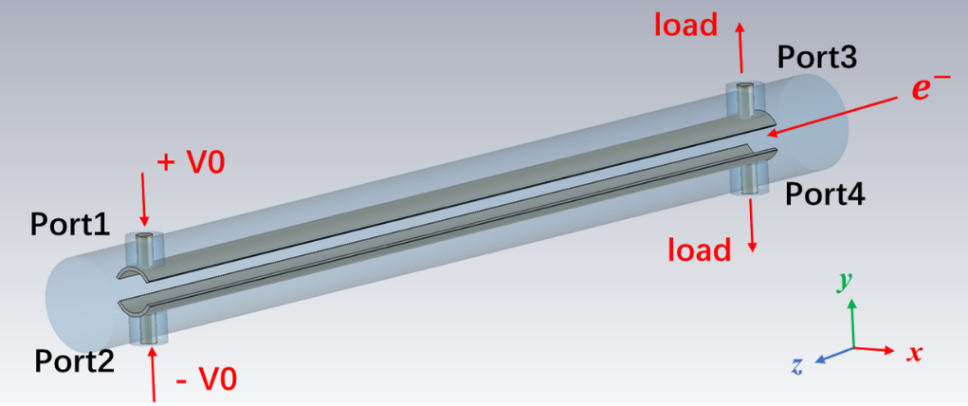 load
Port3
e⁻
+ V0
Port1
Port4
load
Port2
- V0
y
x
z